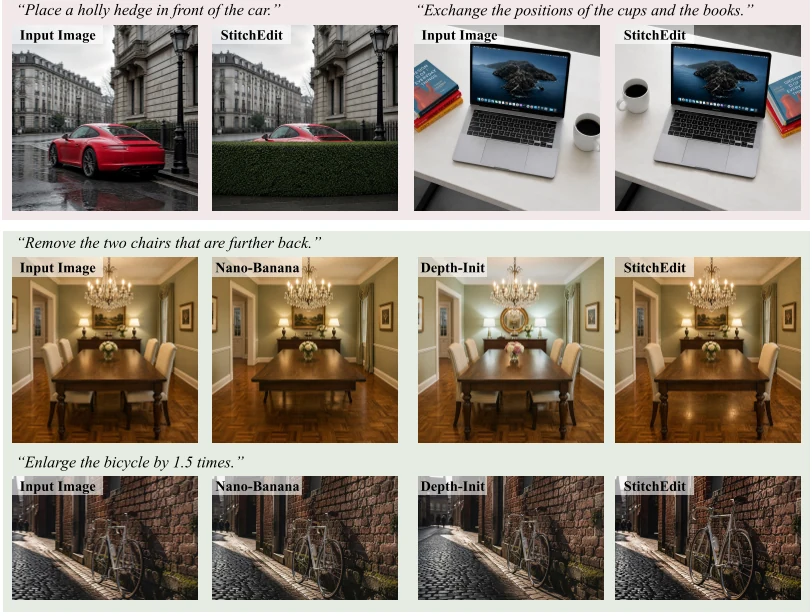 “Place a holly hedge in front of the car.”
“Exchange the positions of the cups and the books.”
Input Image
StitchEdit
Input Image
StitchEdit
“Remove the two chairs that are further back.”
Input Image
Nano-Banana
Depth-Init
StitchEdit
“Enlarge the bicycle by 1.5 times.”
Input Image
Nano-Banana
Depth-Init
StitchEdit